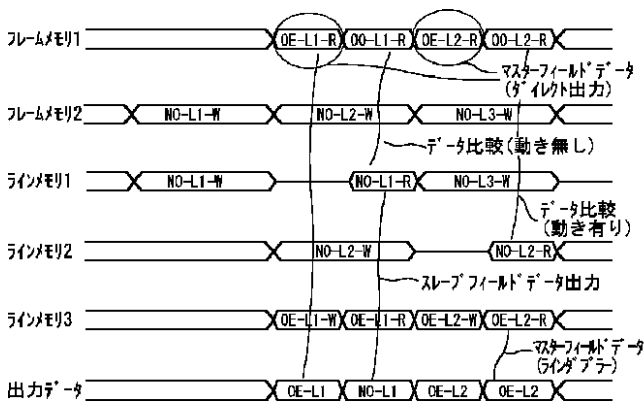 フレームメモリ1 OE-L1-R OO-L1-R OE-L2-R OO-L2-R
マスターフィールドデータ
(ダイレクト出力)
フレームメモリ2 NO-L1-W NO-L2-W NO-L3-W
データ比較(動き無し)
ラインメモリ1 NO-L1-W NO-L1-R NO-L3-W
データ比較
(動き有り)
ラインメモリ2 NO-L2-W NO-L2-R
スレーブフィールドデータ出力
ラインメモリ3 OE-L1-W OE-L1-R OE-L2-W OE-L2-R
マスターフィールドデータ
(ラインダブラー)
出力データ OE-L1 NO-L1 OE-L2 OE-L2